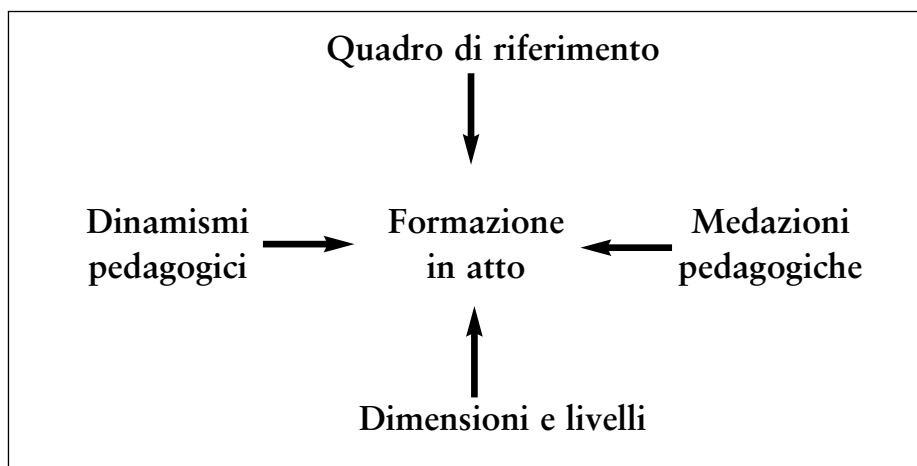 Quadro di riferimento
Dinamismi
pedagogici
Formazione
in atto
Medazioni
pedagogiche
Dimensioni e livelli